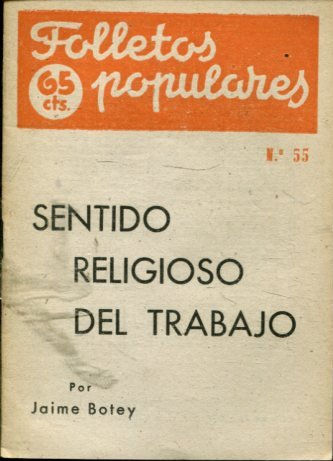 Folletos
65
cts.
populares
N.º 55
SENTIDO
RELIGIOSO
DEL TRABAJO
Por
Jaime Botey